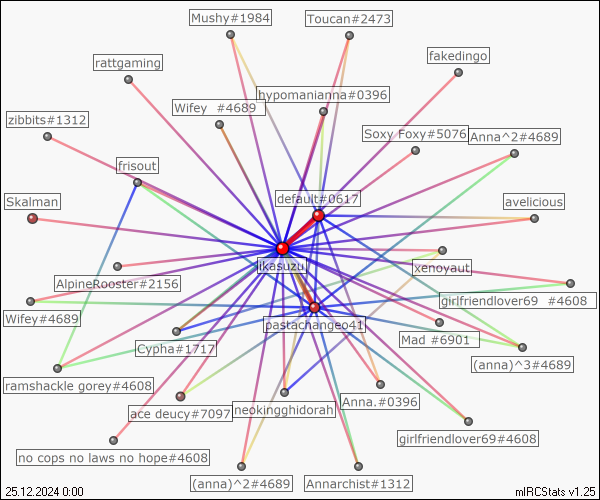 Mushy#1984
Toucan#2473
fakedingo
rattgaming
hypomanianna#0396
Wifey  #4689
zibbits#1312
Soxy Foxy#5076
Anna^2#4689
frisout
default#0617
Skalman
avelicious
ikasuzu
xenoyaut
AlpineRooster#2156
girlfriendlover69  #4608
Wifey#4689
pastachangeo41
Cypha#1717
Mad #6901
(anna)^3#4689
ramshackle gorey#4608
ace deucy#7097
neokingghidorah
Anna.#0396
girlfriendlover69#4608
no cops no laws no hope#4608
(anna)^2#4689
Annarchist#1312
25.12.2024 0:00
mIRCStats v1.25